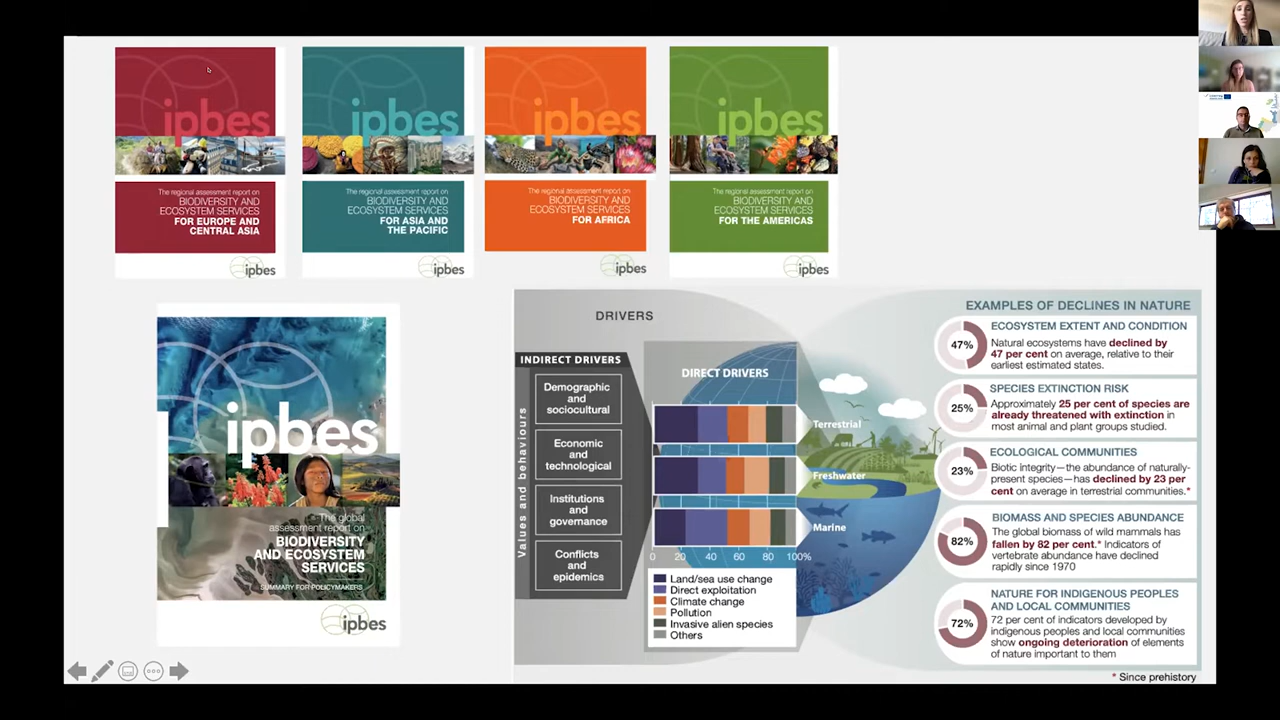 ipbes
The regional assessment report on
BIODIVERSITY AND
ECOSYSTEM SERVICES
FOR EUROPE AND
CENTRAL ASIA
ipbes
ipbes
The regional assessment report on
BIODIVERSITY AND
ECOSYSTEM SERVICES
FOR ASIA AND
THE PACIFIC
ipbes
ipbes
The regional assessment report on
BIODIVERSITY AND
ECOSYSTEM SERVICES
FOR AFRICA
ipbes
ipbes
The regional assessment report on
BIODIVERSITY AND
ECOSYSTEM SERVICES
FOR THE AMERICAS
ipbes
ipbes
The global
assessment report on
BIODIVERSITY
AND ECOSYSTEM
SERVICES
SUMMARY FOR POLICYMAKERS
ipbes
DRIVERS
INDIRECT DRIVERS
Values and behaviours
Demographic
and
sociocultural
Economic
and
technological
Institutions
and
governance
Conflicts
and
epidemics
DIRECT DRIVERS
Terrestrial
Freshwater
Marine
0 20 40 60 80 100%
Land/sea use change
Direct exploitation
Climate change
Pollution
Invasive alien species
Others
EXAMPLES OF DECLINES IN NATURE
47%
ECOSYSTEM EXTENT AND CONDITION
Natural ecosystems have declined by
47 per cent on average, relative to their
earliest estimated states.
25%
SPECIES EXTINCTION RISK
Approximately 25 per cent of species are
already threatened with extinction in
most animal and plant groups studied.
23%
ECOLOGICAL COMMUNITIES
Biotic integrity—the abundance of naturally-
present species—has declined by 23 per
cent on average in terrestrial communities.*
82%
BIOMASS AND SPECIES ABUNDANCE
The global biomass of wild mammals has
fallen by 82 per cent.* Indicators of
vertebrate abundance have declined
rapidly since 1970
72%
NATURE FOR INDIGENOUS PEOPLES
AND LOCAL COMMUNITIES
72 per cent of indicators developed by
indigenous peoples and local communities
show ongoing deterioration of elements
of nature important to them
* Since prehistory